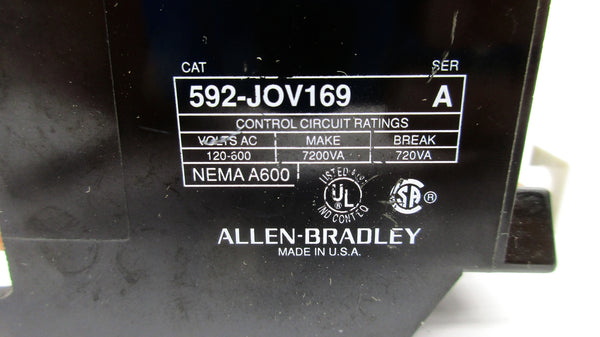 CAT SER
592-JOV169 A
CONTROL CIRCUIT RATINGS
VOLTS AC MAKE BREAK
120-600 7200VA 720VA
NEMA A600
LISTED
UL
®
IND CONT EQ
SA ®
ALLEN-BRADLEY
MADE IN U.S.A.